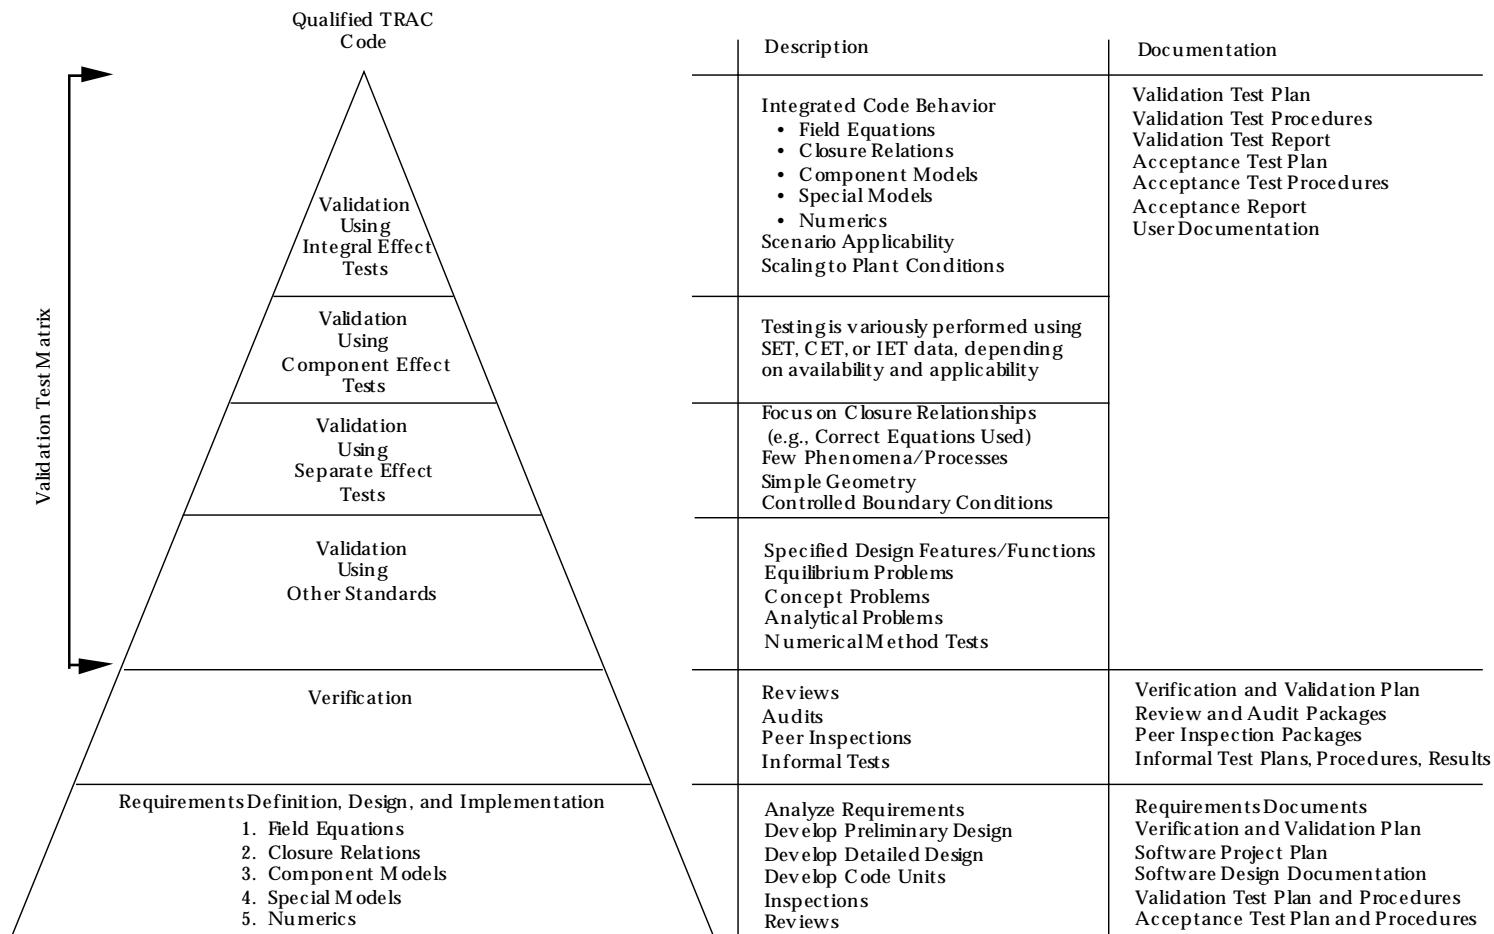 Qualified TRAC
Code
Description
Documentation
Validation Test Matrix
Validation
Using
Integral Effect
Tests
Integrated Code Behavior
• Field Equations
• Closure Relations
• Component Models
• Special Models
• Numerics
Scenario Applicability
Scaling to Plant Conditions
Validation Test Plan
Validation Test Procedures
Validation Test Report
Acceptance Test Plan
Acceptance Test Procedures
Acceptance Report
User Documentation
Validation
Using
Component Effect
Tests
Testing is variously performed using
SET, CET, or IET data, depending
on availability and applicability
Validation
Using
Separate Effect
Tests
Focus on Closure Relationships
(e.g., Correct Equations Used)
Few Phenomena/Processes
Simple Geometry
Controlled Boundary Conditions
Validation
Using
Other Standards
Specified Design Features/Functions
Equilibrium Problems
Concept Problems
Analytical Problems
Numerical Method Tests
Verification
Reviews
Audits
Peer Inspections
Informal Tests
Verification and Validation Plan
Review and Audit Packages
Peer Inspection Packages
Informal Test Plans, Procedures, Results
Requirements Definition, Design, and Implementation
1. Field Equations
2. Closure Relations
3. Component Models
4. Special Models
5. Numerics
Analyze Requirements
Develop Preliminary Design
Develop Detailed Design
Develop Code Units
Inspections
Reviews
Requirements Documents
Verification and Validation Plan
Software Project Plan
Software Design Documentation
Validation Test Plan and Procedures
Acceptance Test Plan and Procedures